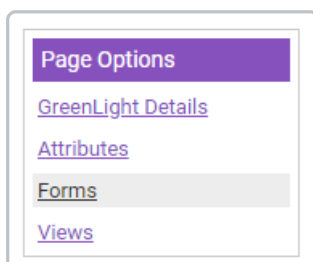 Page Options
GreenLight Details
Attributes
Forms
Views